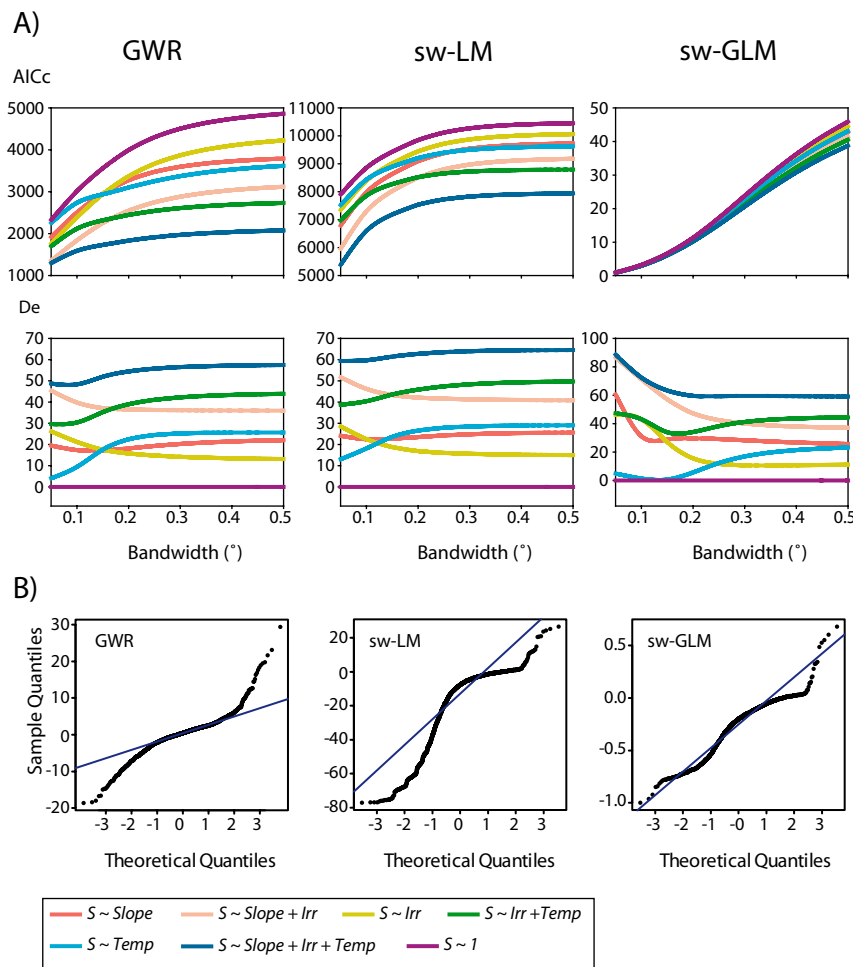 A)
GWR sw-LM sw-GLM
AICc
5000 4000 3000 2000 1000
11000 10000 9000 8000 7000 6000 5000
50 40 30 20 10 0
De
70 60 50 40 30 20 10 0
70 60 50 40 30 20 10 0
100 80 60 40 20 0
0.1 0.2 0.3 0.4 0.5
0.1 0.2 0.3 0.4 0.5
0.1 0.2 0.3 0.4 0.5
Bandwidth (°) Bandwidth (°) Bandwidth (°)
B)
Sample Quantiles
GWR
30 20 10 0 -10 -20
sw-LM
20 0 -20 -40 -60 -80
sw-GLM
0.5 0.0 -0.5 -1.0
-3 -2 -1 0 1 2 3
-3 -2 -1 0 1 2 3
-3 -2 -1 -0 1 2 3
Theoretical Quantiles Theoretical Quantiles Theoretical Quantiles
S ~ Slope S ~ Slope + Irr S ~ Irr S ~ Irr +Temp
S ~ Temp S ~ Slope + Irr + Temp S ~ 1